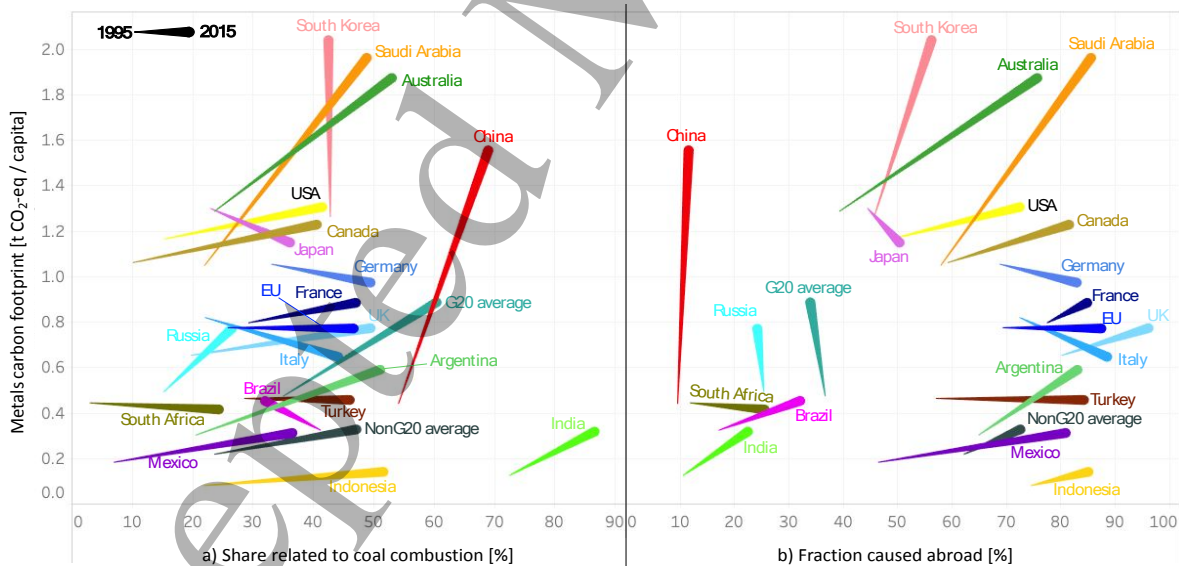 1995 2015
South Korea
Saudi Arabia
Australia
China
USA
Canada
Japan
Germany
France
EU
UK
G20 average
Russia
Italy
Argentina
Brazil
Turkey
South Africa
NonG20 average
India
Mexico
Indonesia
Metals carbon footprint [t CO₂-eq / capita]
2.0
1.8
1.6
1.4
1.2
1.0
0.8
0.6
0.4
0.2
0.0
0 10 20 30 40 50 60 70 80 90
a) Share related to coal combustion [%]
South Korea
Saudi Arabia
Australia
China
USA
Canada
Japan
Germany
G20 average
France
Russia
EU
UK
Italy
Argentina
South Africa
Turkey
Brazil
NonG20 average
India
Mexico
Indonesia
0 10 20 30 40 50 60 70 80 90 100
b) Fraction caused abroad [%]